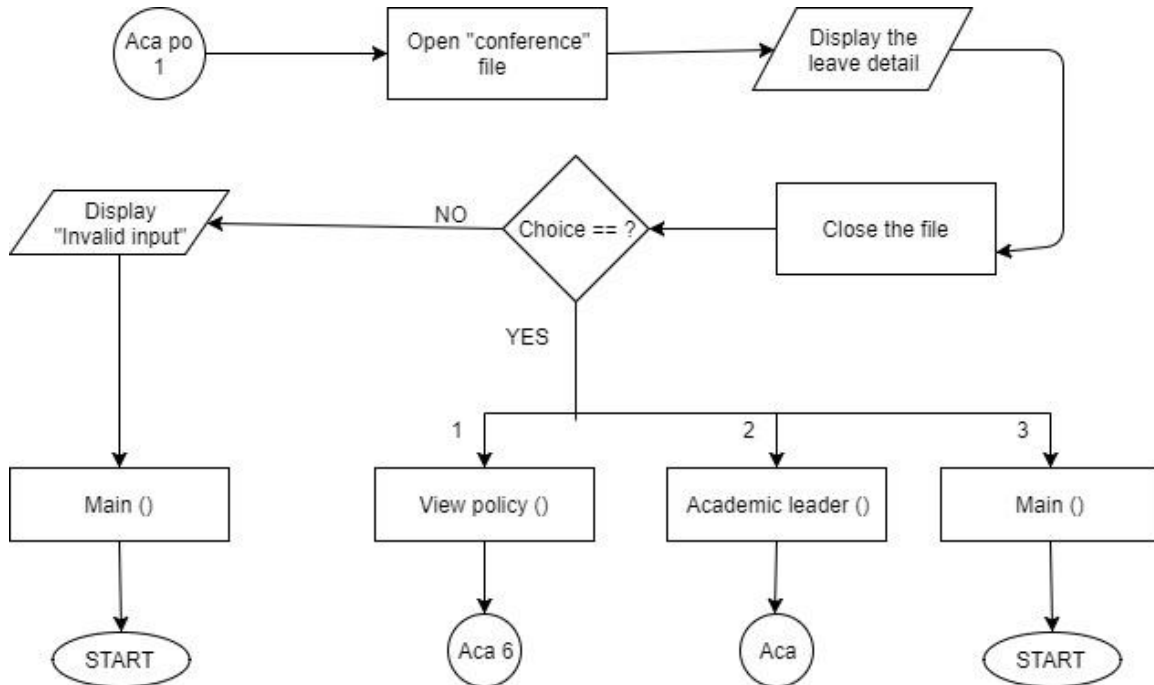 Aca po
1
Open "conference"
file
Display the
leave detail
Display
"Invalid input"
NO
Choice == ?
Close the file
YES
1
2
3
Main ()
View policy ()
Academic leader ()
Main ()
START
Aca 6
Aca
START